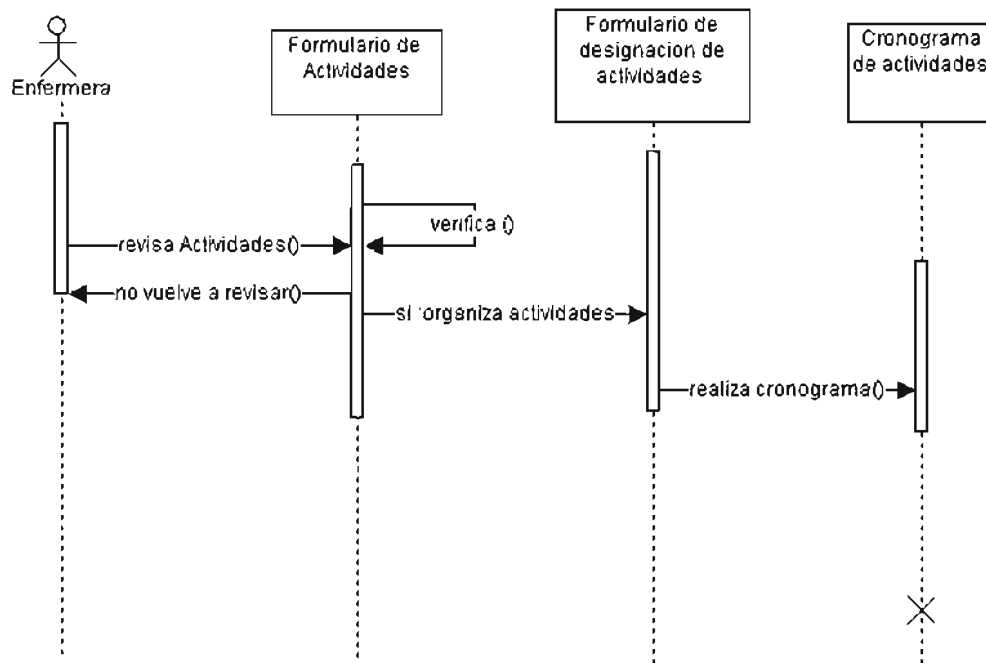 Enfermera
Formulario de
Actividades
Formulario de
designacion de
actividades
Cronograma
de actividades
verifica ()
revisa Actividades()
no vuelve a revisar()
si organiza actividades
realiza cronograma()